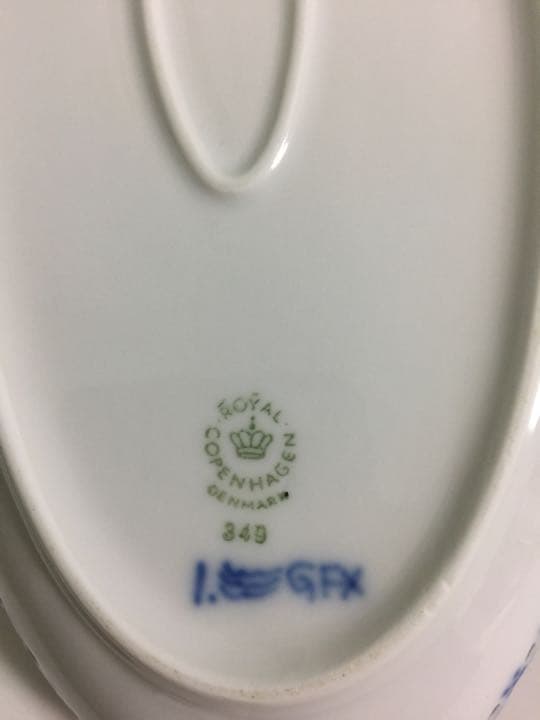 ROYAL
COPENHAGEN
DENMARK
349
1. GFX